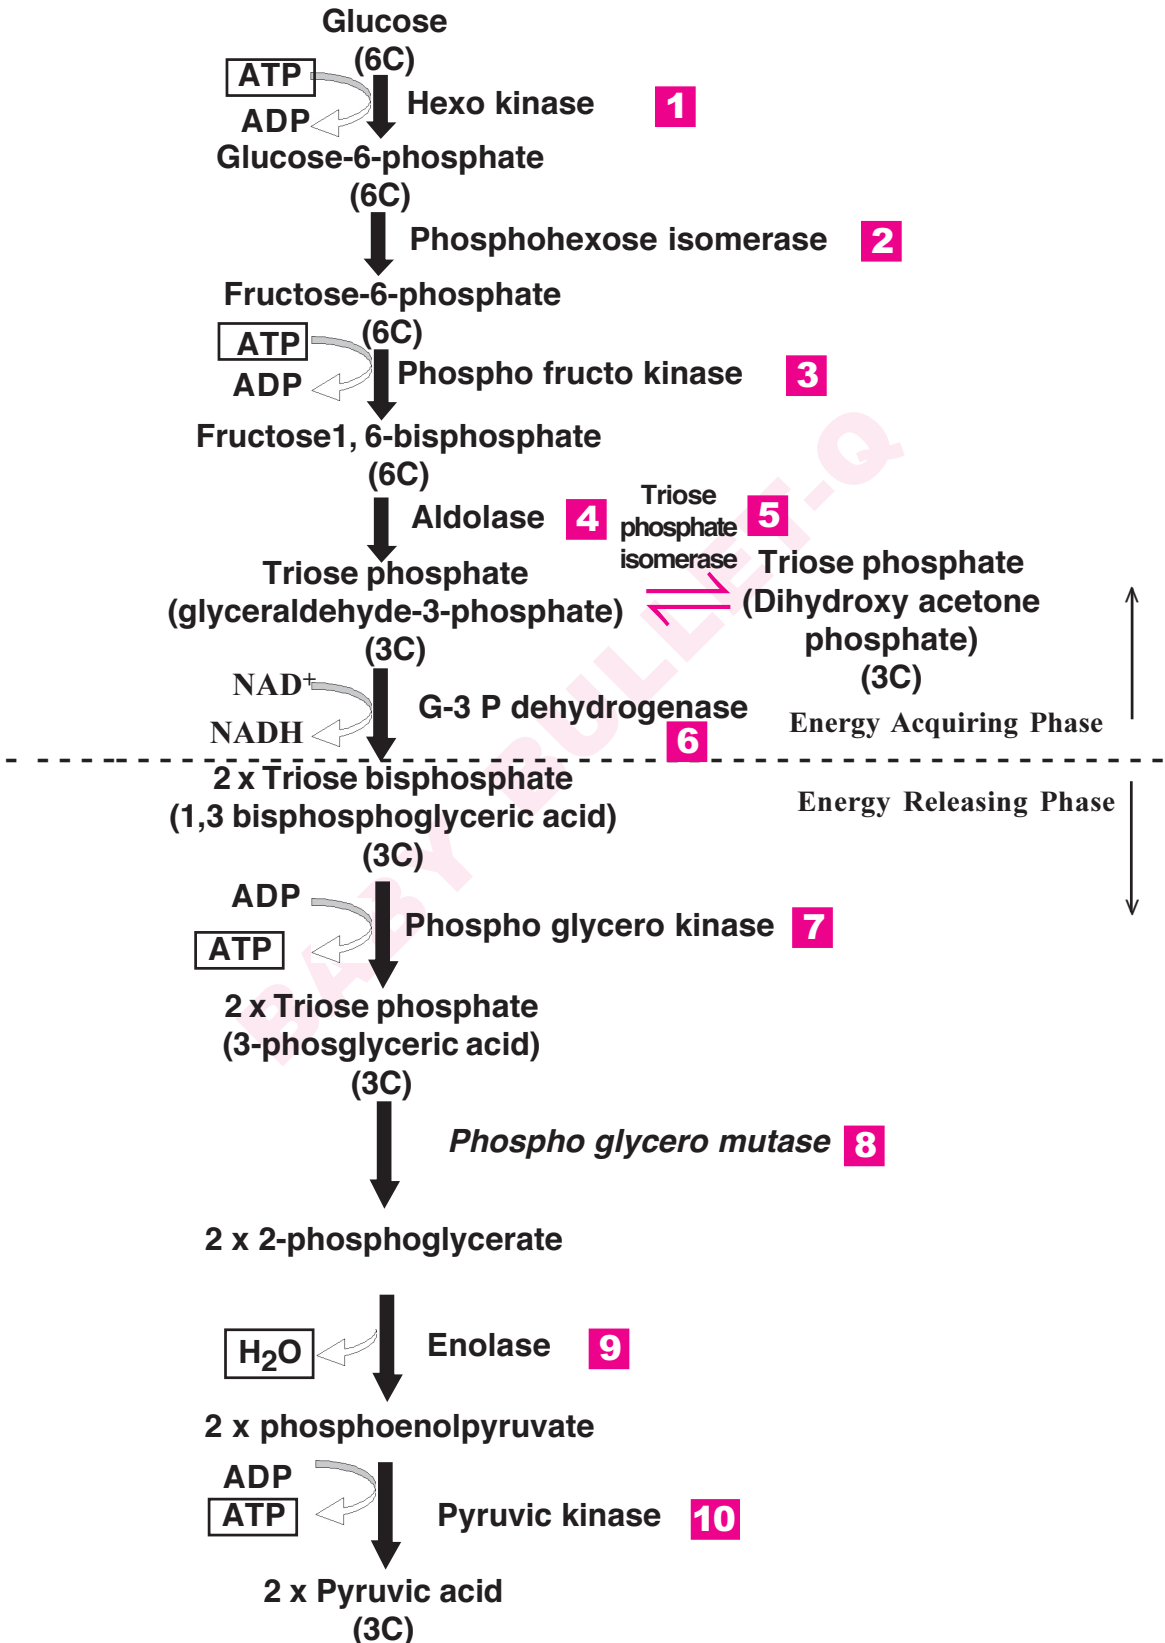 Glucose
(6C)
ATP
ADP
Hexo kinase 1
Glucose-6-phosphate
(6C)
Phosphohexose isomerase 2
Fructose-6-phosphate
(6C)
ATP
ADP
Phospho fructo kinase 3
Fructose1, 6-bisphosphate
(6C)
Aldolase 4
Triose
phosphate
isomerase
5
Triose phosphate
(glyceraldehyde-3-phosphate)
(3C)
Triose phosphate
(Dihydroxy acetone
phosphate)
(3C)
NAD+
NADH
G-3 P dehydrogenase
6
Energy Acquiring Phase
2 x Triose bisphosphate
(1,3 bisphosphoglyceric acid)
(3C)
Energy Releasing Phase
ADP
ATP
Phospho glycero kinase 7
2 x Triose phosphate
(3-phosglyceric acid)
(3C)
Phospho glycero mutase 8
2 x 2-phosphoglycerate
H2O
Enolase 9
2 x phosphoenolpyruvate
ADP
ATP
Pyruvic kinase 10
2 x Pyruvic acid
(3C)
BABY BULLET-Q